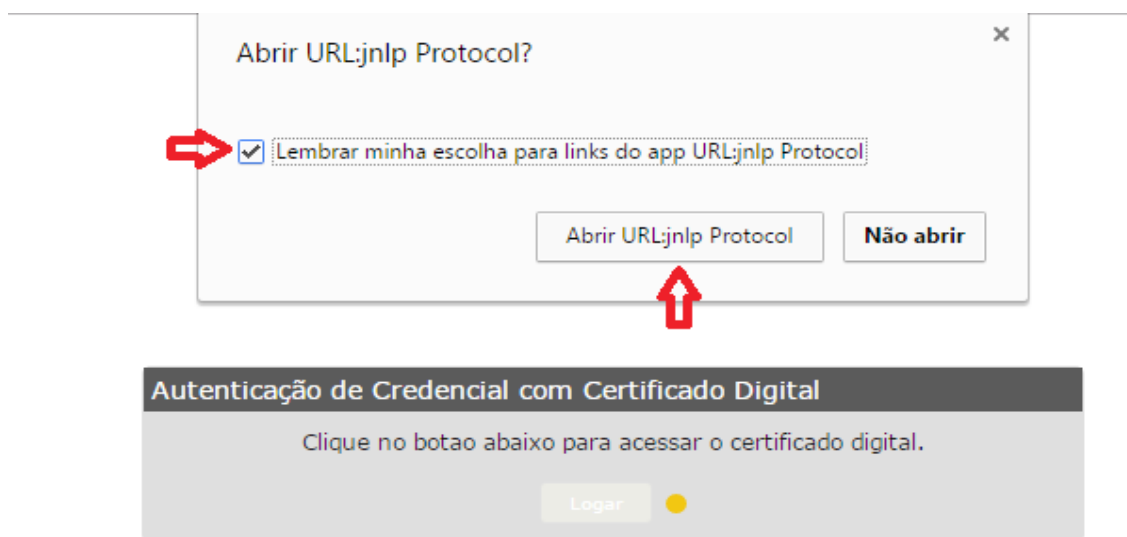 Abrir URL:jnlp Protocol?
×
Lembrar minha escolha para links do app URL:jnlp Protocol
Abrir URL:jnlp Protocol
Não abrir
Autenticação de Credencial com Certificado Digital
Clique no botao abaixo para acessar o certificado digital.
Logar